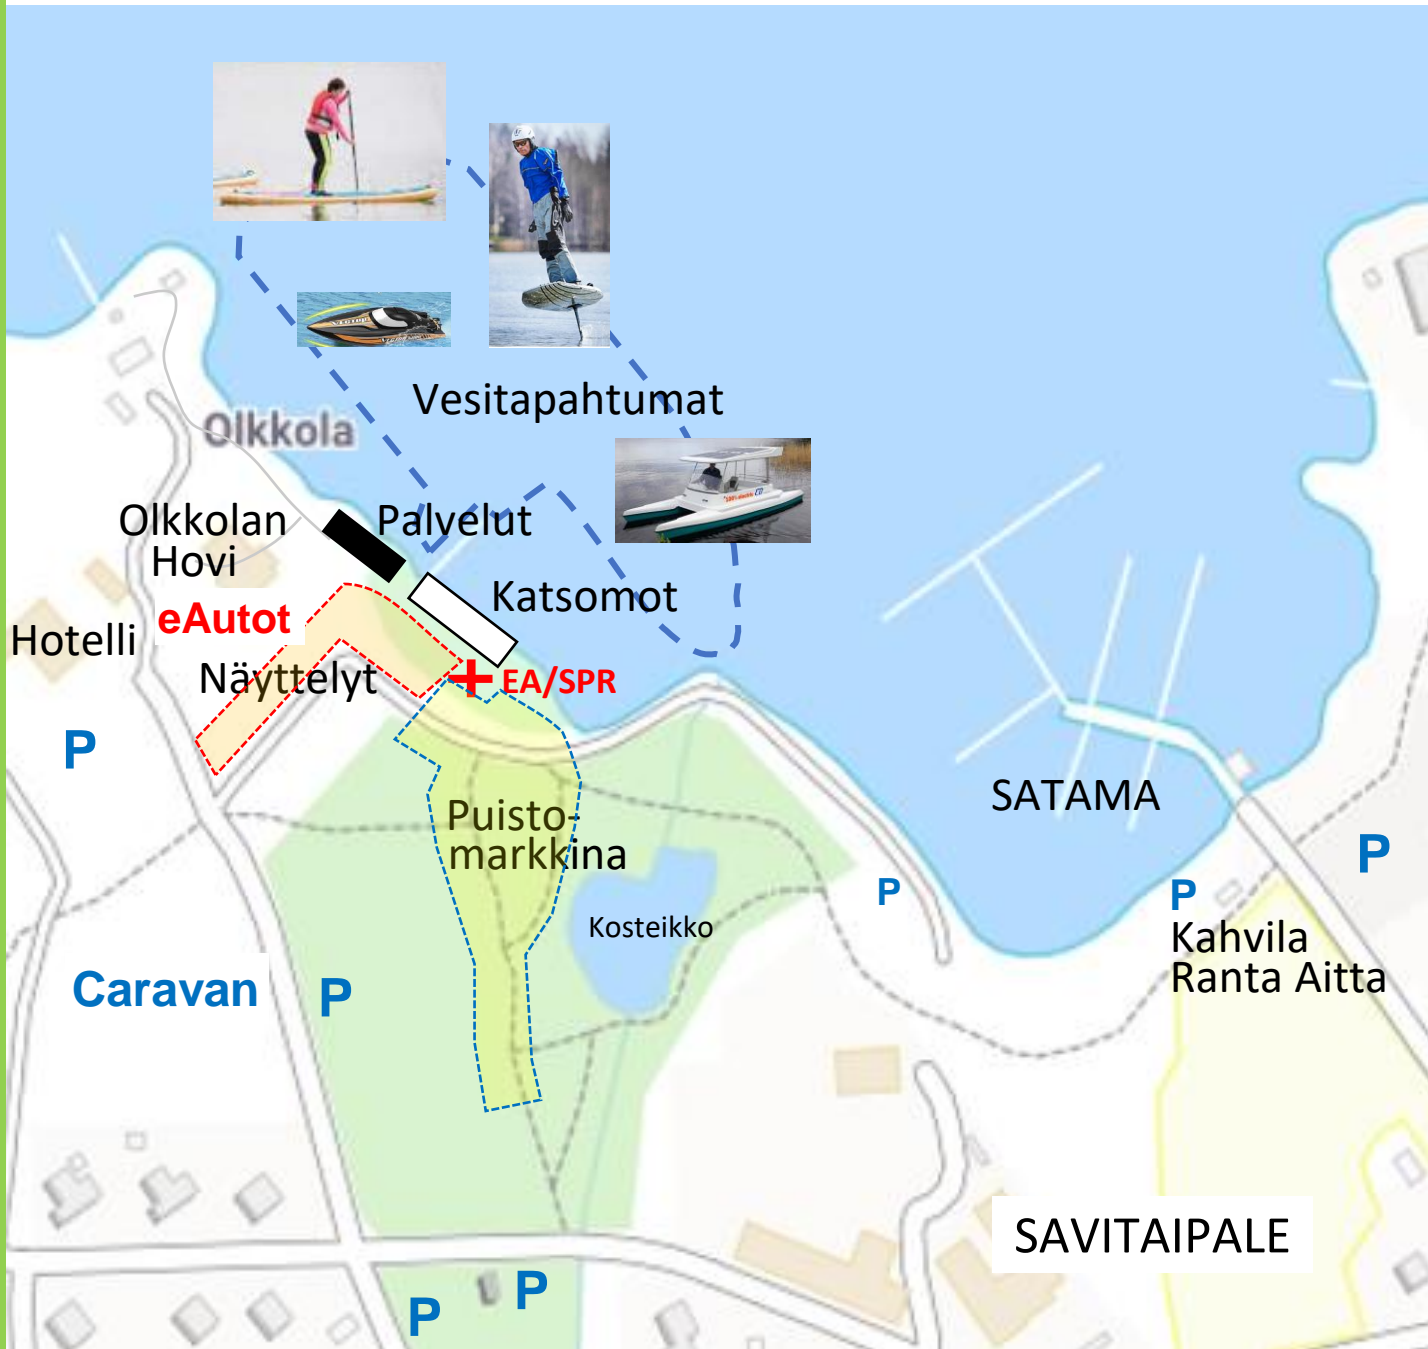 Vesitapahtumat
Olkkola
Olkkolan
Hovi
Palvelut
Katsomot
eAutot
Hotelli
Näyttelyt
EA/SPR
P
Puisto-
markkina
SATAMA
P
P
P
Kosteikko
Kahvila
Ranta Aitta
Caravan
P
SAVITAIPALE
P
P